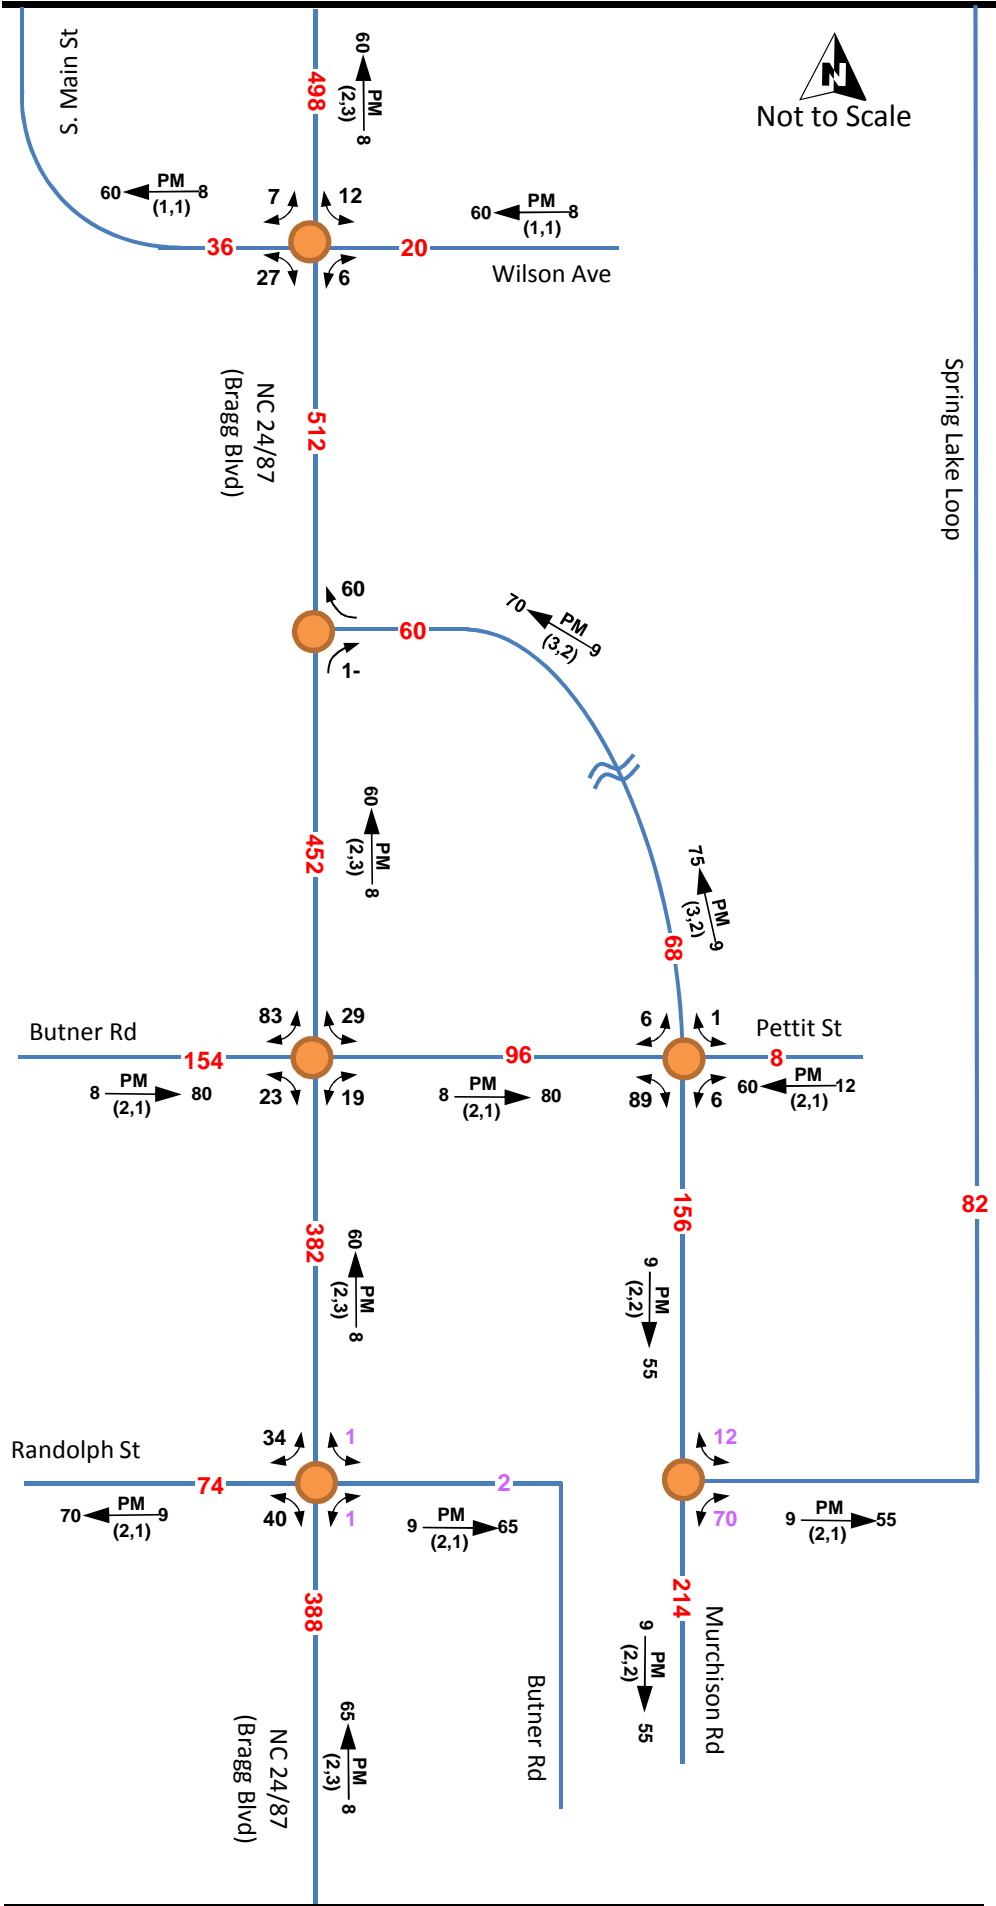 S. Main St
498
60
PM
(2,3)
8
N
Not to Scale
60
PM
8
(1,1)
7
12
60
PM
8
(1,1)
36
20
27
6
Wilson Ave
NC 24/87
(Bragg Blvd)
512
Spring Lake Loop
60
60
1-
70
PM
(3,2)
9
452
60
PM
(2,3)
8
75
PM
(3,2)
9
68
83
29
6
1
Butner Rd
Pettit St
154
96
8
8
PM
80
(2,1)
23
19
8
PM
80
(2,1)
89
6
60
PM
12
(2,1)
82
156
382
60
PM
(2,3)
8
9
PM
(2,2)
55
34
1
12
Randolph St
74
2
70
PM
9
(2,1)
40
1
9
PM
65
(2,1)
70
9
PM
55
(2,1)
388
214
9
PM
(2,2)
55
Murchison Rd
Butner Rd
NC 24/87
(Bragg Blvd)
65
PM
(2,3)
8